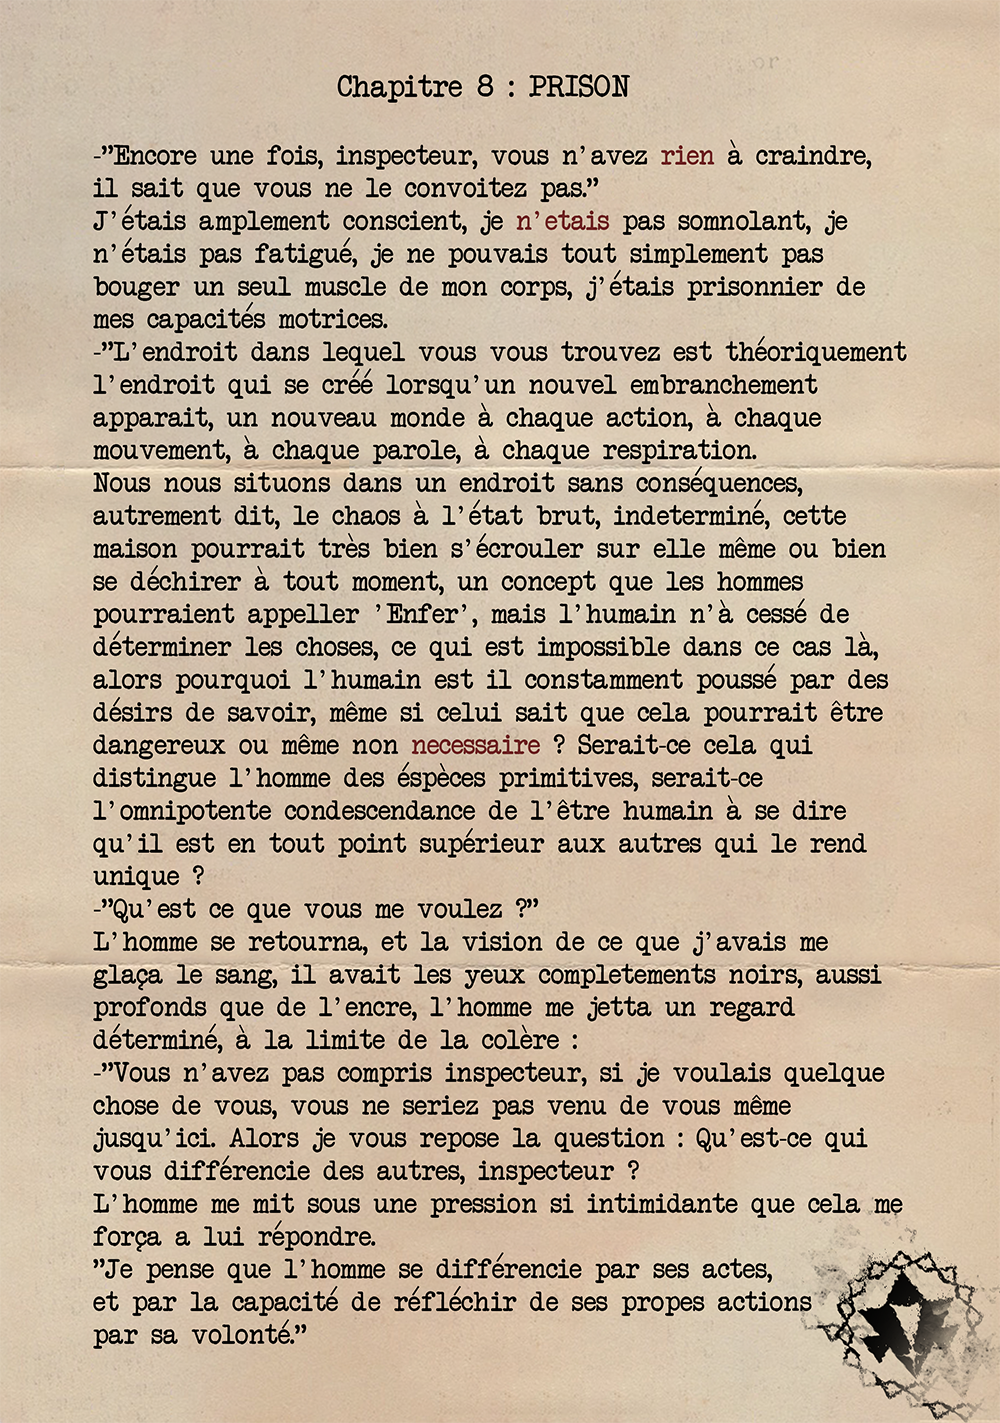 Chapitre 8 : PRISON
-"Encore une fois, inspecteur, vous n'avez rien à craindre,
il sait que vous ne le convoitez pas."
J'étais amplement conscient, je n'etais pas somnolant, je
n'étais pas fatigué, je ne pouvais tout simplement pas
bouger un seul muscle de mon corps, j'étais prisonnier de
mes capacités motrices.
-"L'endroit dans lequel vous vous trouvez est théoriquement
l'endroit qui se créé lorsqu'un nouvel embranchement
apparait, un nouveau monde à chaque action, à chaque
mouvement, à chaque parole, à chaque respiration.
Nous nous situons dans un endroit sans conséquences,
autrement dit, le chaos à l'état brut, indeterminé, cette
maison pourrait très bien s'écrouler sur elle même ou bien
se déchirer à tout moment, un concept que les hommes
pourraient appeller 'Enfer', mais l'humain n'à cessé de
déterminer les choses, ce qui est impossible dans ce cas là,
alors pourquoi l'humain est il constamment poussé par des
désirs de savoir, même si celui sait que cela pourrait être
dangereux ou même non necessaire ? Serait-ce cela qui
distingue l'homme des éspèces primitives, serait-ce
l'omnipotente condescendance de l'être humain à se dire
qu'il est en tout point supérieur aux autres qui le rend
unique ?
-"Qu'est ce que vous me voulez ?"
L'homme se retourna, et la vision de ce que j'avais me
glaça le sang, il avait les yeux completements noirs, aussi
profonds que de l'encre, l'homme me jetta un regard
déterminé, à la limite de la colère :
-"Vous n'avez pas compris inspecteur, si je voulais quelque
chose de vous, vous ne seriez pas venu de vous même
jusqu'ici. Alors je vous repose la question : Qu'est-ce qui
vous différencie des autres, inspecteur ?
L'homme me mit sous une pression si intimidante que cela me
força a lui répondre.
"Je pense que l'homme se différencie par ses actes,
et par la capacité de réfléchir de ses propes actions
par sa volonté."